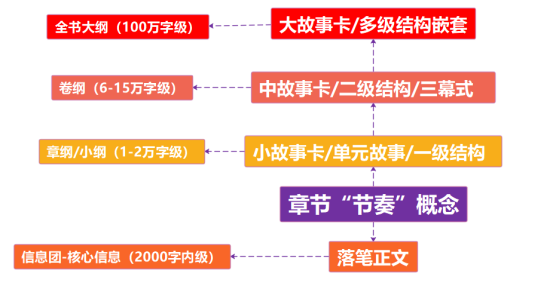 全书大纲（100万字级）
大故事卡/多级结构嵌套
卷纲（6-15万字级）
中故事卡/二级结构/三幕式
章纲/小纲（1-2万字级）
小故事卡/单元故事/一级结构
章节“节奏”概念
信息团-核心信息（2000字内级）
落笔正文